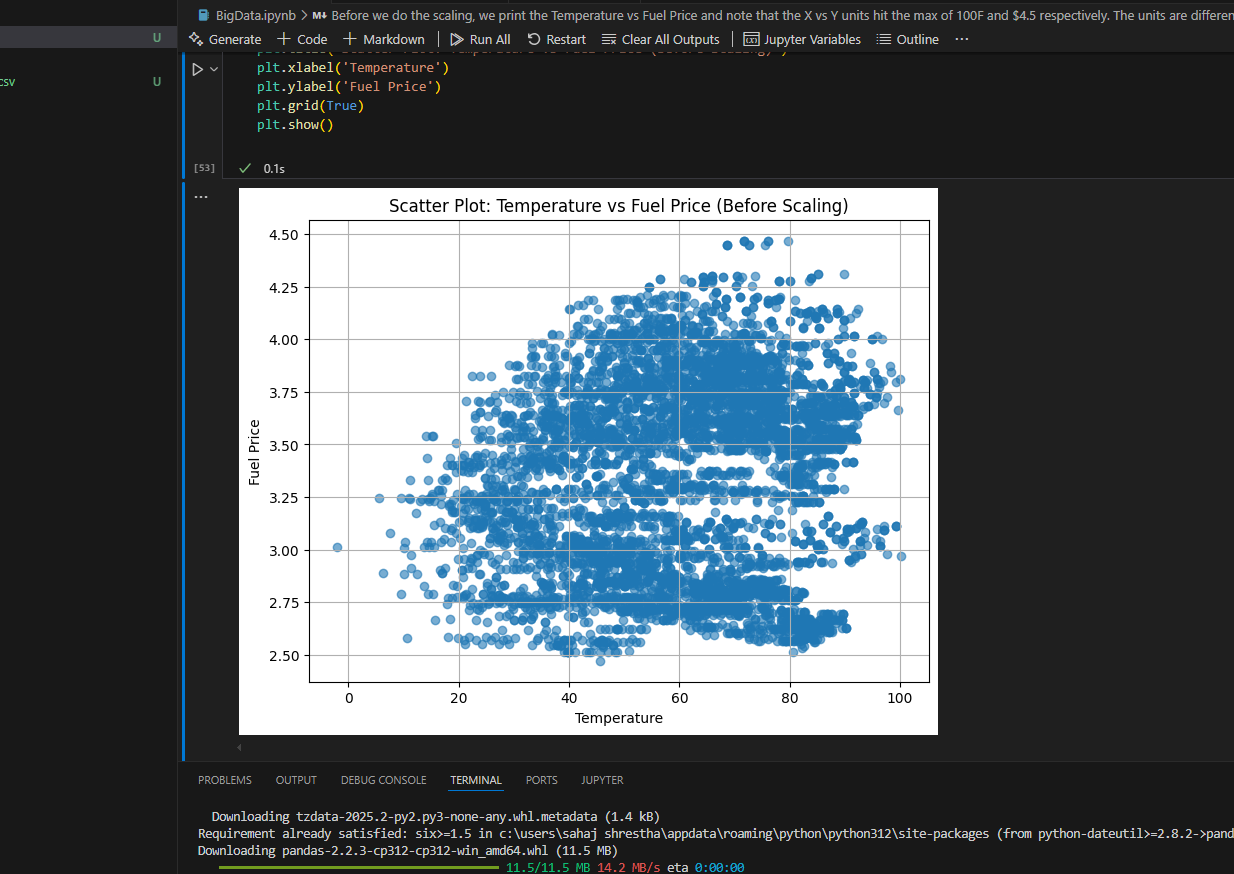 BigData.ipynb > M↓ Before we do the scaling, we print the Temperature vs Fuel Price and note that the X vs Y units hit the max of 100F and $4.5 respectively. The units are differen
U
Generate + Code + Markdown | Run All Restart Clear All Outputs | Jupyter Variables Outline ...
plt.xlabel('Temperature')
csv U
plt.ylabel('Fuel Price')
plt.grid(True)
plt.show()
[53] ✓ 0.1s
...
Scatter Plot: Temperature vs Fuel Price (Before Scaling)
4.50
4.25
4.00
3.75
3.50
3.25
3.00
2.75
2.50
Fuel Price
0 20 40 60 80 100
Temperature
PROBLEMS OUTPUT DEBUG CONSOLE TERMINAL PORTS JUPYTER
Downloading tzdata-2025.2-py2.py3-none-any.whl.metadata (1.4 kB)
Requirement already satisfied: six>=1.5 in c:\users\sahaj shrestha\appdata\roaming\python\python312\site-packages (from python-dateutil>=2.8.2->pand
Downloading pandas-2.2.3-cp312-cp312-win_amd64.whl (11.5 MB)
11.5/11.5 MB 14.2 MB/s eta 0:00:00